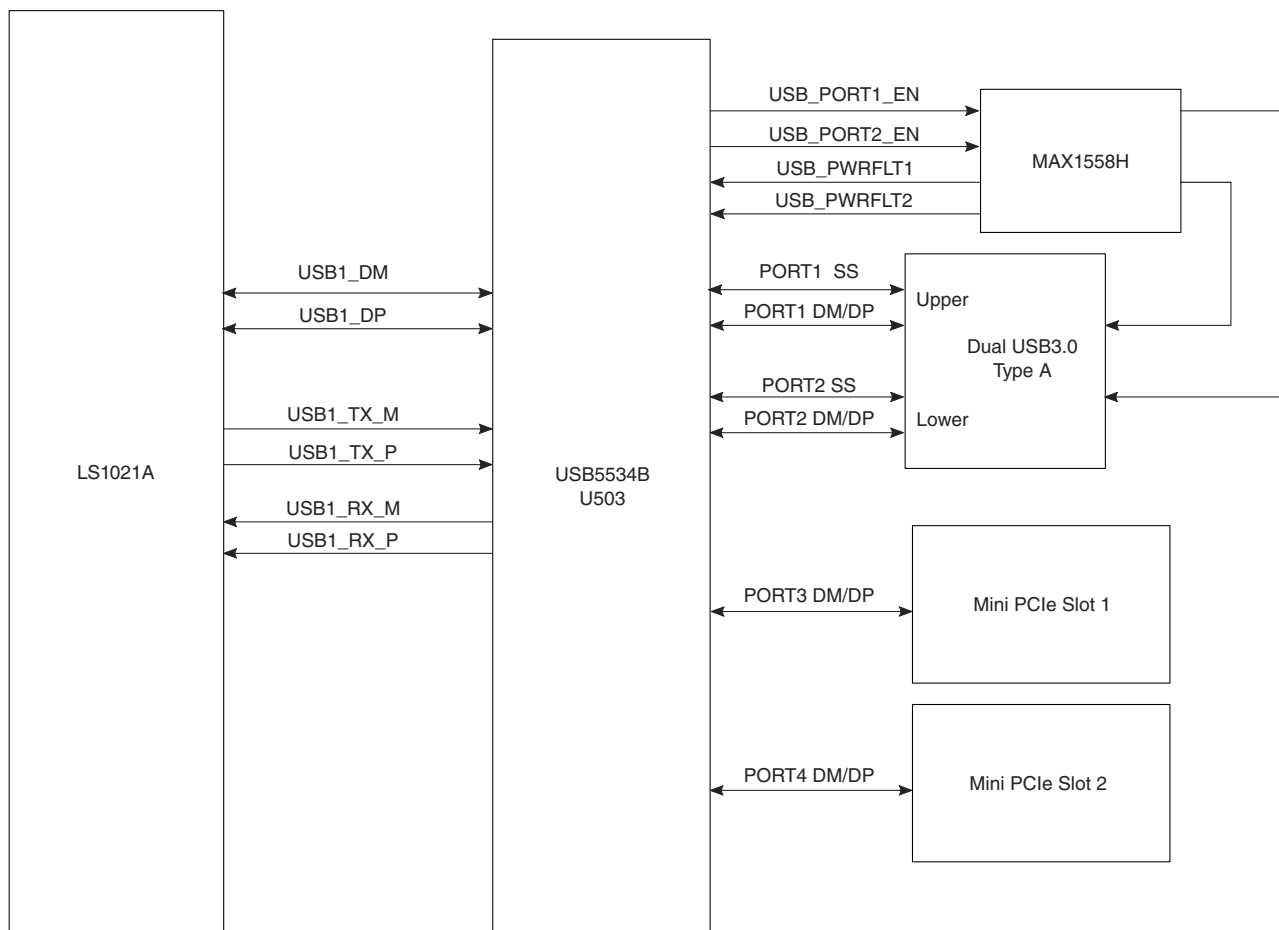 LS1021A
USB1_DM
USB1_DP
USB1_TX_M
USB1_TX_P
USB1_RX_M
USB1_RX_P
USB5534B
U503
USB_PORT1_EN
USB_PORT2_EN
USB_PWRFLT1
USB_PWRFLT2
MAX1558H
PORT1 SS
PORT1 DM/DP
PORT2 SS
PORT2 DM/DP
Upper
Dual USB3.0
Type A
Lower
PORT3 DM/DP
Mini PCIe Slot 1
PORT4 DM/DP
Mini PCIe Slot 2